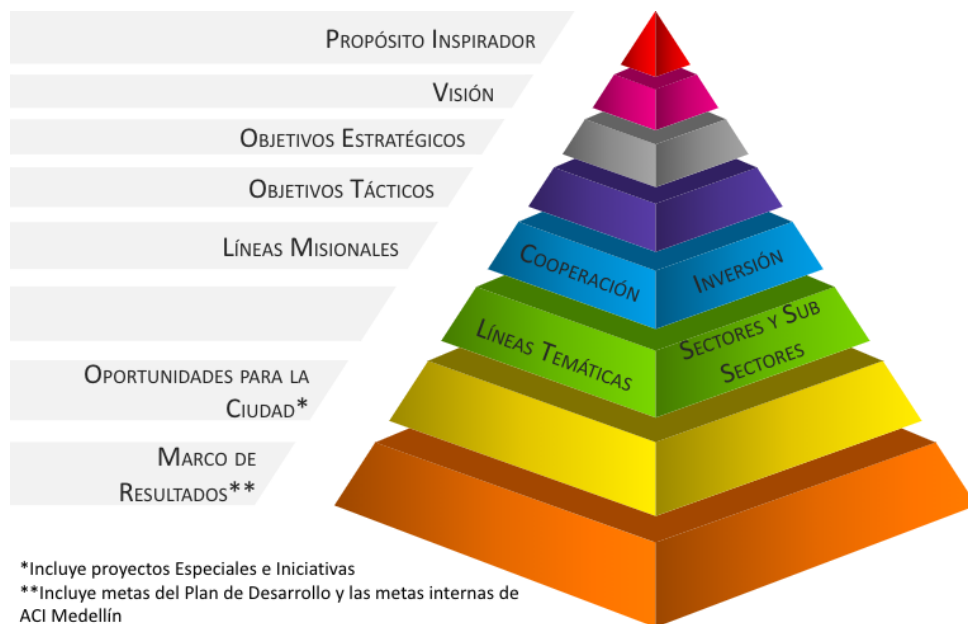 Propósito Inspirador
Visión
Objetivos Estratégicos
Objetivos Tácticos
Líneas Misionales
Cooperación
Inversión
Líneas Temáticas
Sectores y Sub
Sectores
Oportunidades para la
Ciudad*
Marco de
Resultados**
*Incluye proyectos Especiales e Iniciativas
**Incluye metas del Plan de Desarrollo y las metas internas de
ACI Medellín